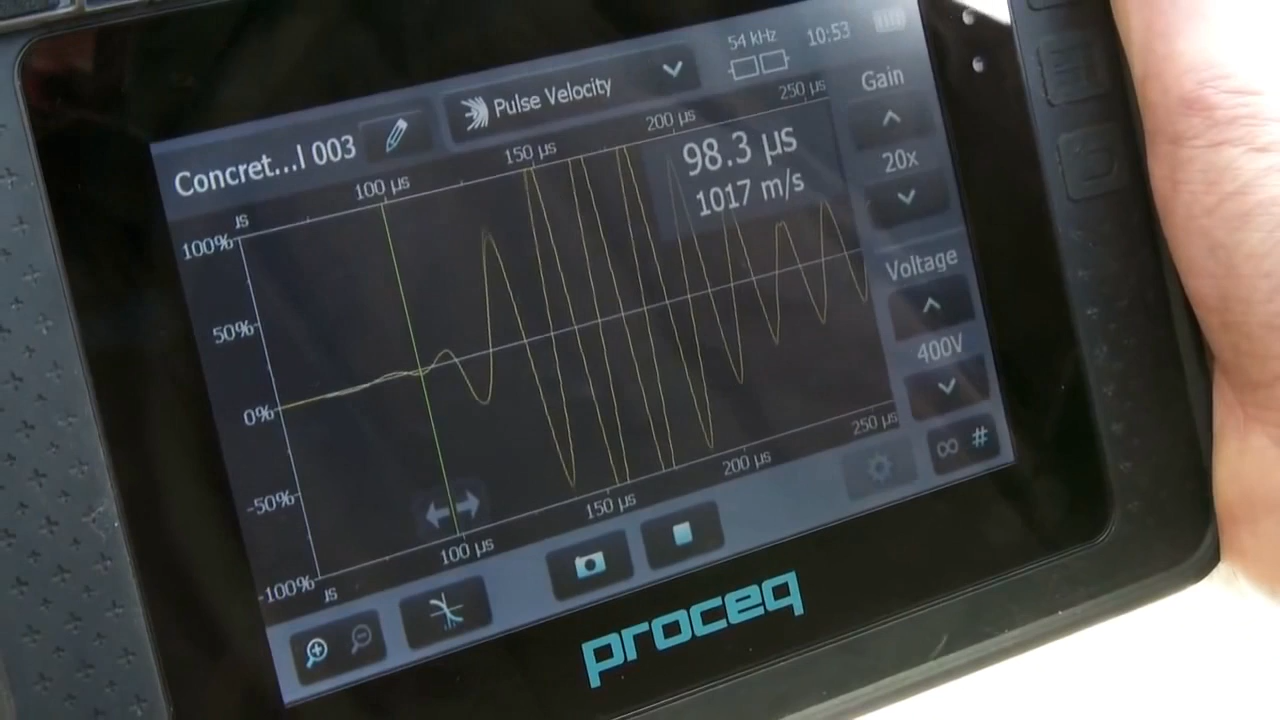 Concret...l 003
Pulse Velocity
54 kHz
10:53
Gain
20x
Voltage
400V
98.3 µs
1017 m/s
µs
100 µs
150 µs
200 µs
250 µs
100%
50%
0%
-50%
-100%
µs
100 µs
150 µs
200 µs
250 µs
∞ #
proceq